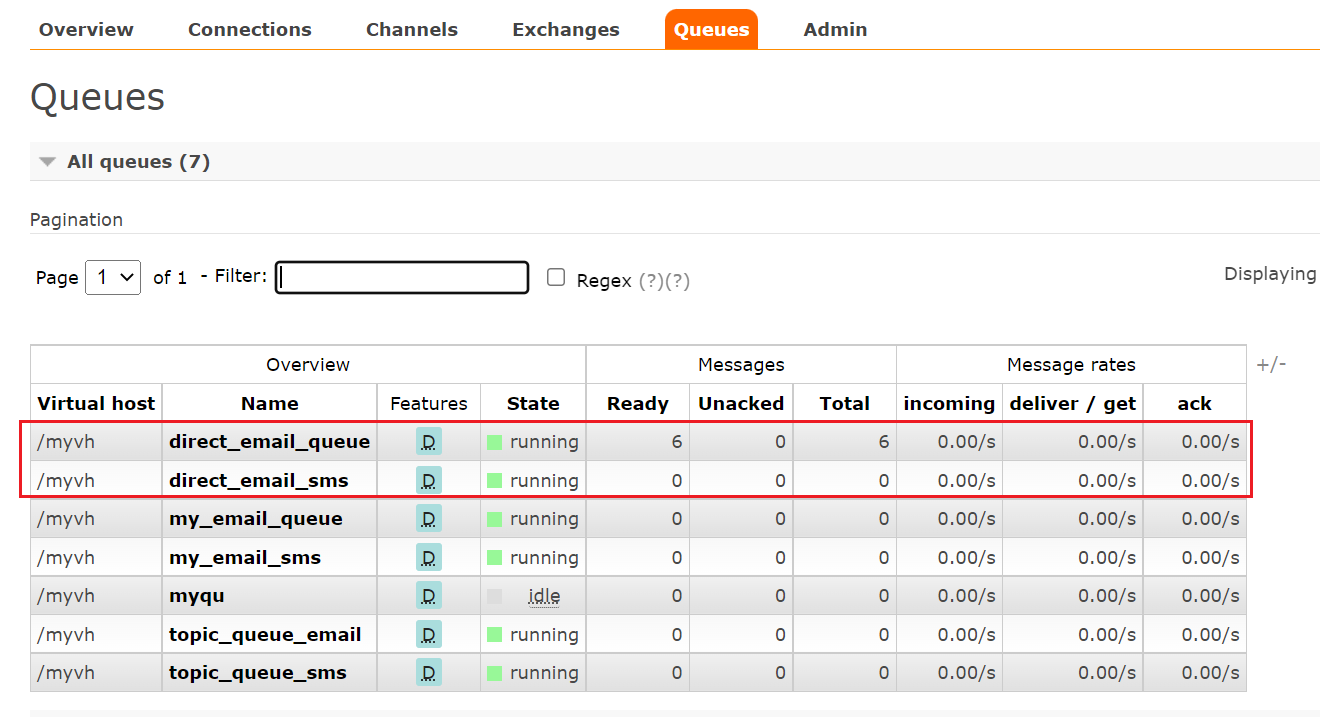 Overview Connections Channels Exchanges Queues Admin
Queues
All queues (7)
Pagination
Page 1 of 1 - Filter: Regex (?)(?) Displaying
Overview Messages Message rates +/-
Virtual host Name Features State Ready Unacked Total incoming deliver / get ack
/myvh direct_email_queue D running 6 0 6 0.00/s 0.00/s 0.00/s
/myvh direct_email_sms D running 0 0 0 0.00/s 0.00/s 0.00/s
/myvh my_email_queue D running 0 0 0 0.00/s 0.00/s 0.00/s
/myvh my_email_sms D running 0 0 0 0.00/s 0.00/s 0.00/s
/myvh myqu D idle 0 0 0 0.00/s 0.00/s 0.00/s
/myvh topic_queue_email D running 0 0 0 0.00/s 0.00/s 0.00/s
/myvh topic_queue_sms D running 0 0 0 0.00/s 0.00/s 0.00/s